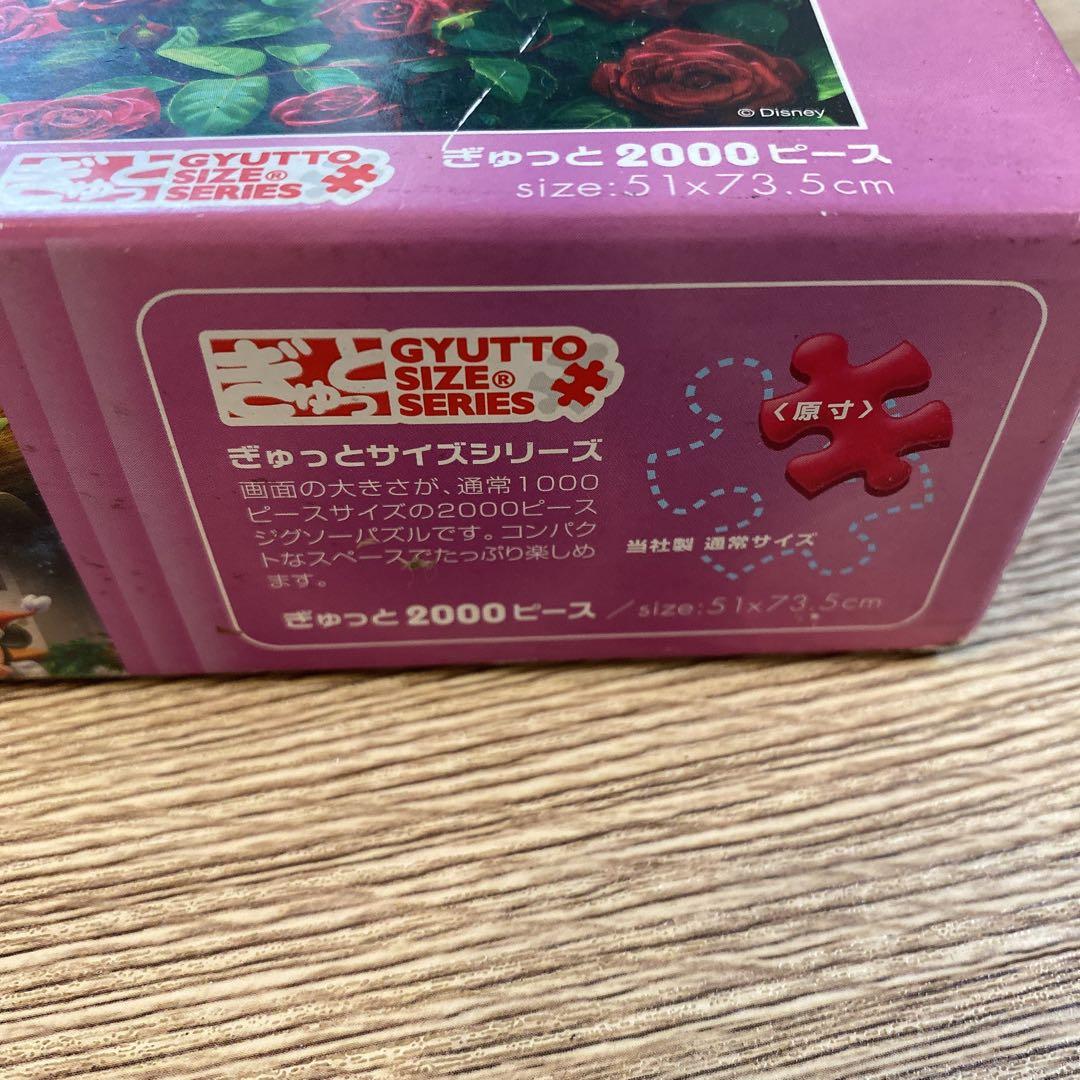 © Disney
ぎゅっと GYUTTO
SIZE®
SERIES
ぎゅっと 2000ピース
size:51x73.5cm
ぎゅっと GYUTTO
SIZE®
SERIES
ぎゅっとサイズシリーズ
画面の大きさが、通常1000
ピースサイズの2000ピース
ジグソーパズルです。コンパク
トなスペースでたっぷり楽しめ
ます。
〈原寸〉
当社製 通常サイズ
ぎゅっと 2000ピース / size:51x73.5cm